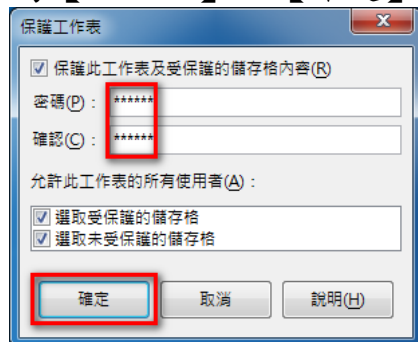 保護工作表
保護此工作表及受保護的儲存格內容(R)
密碼(P)： ******
確認(C)： ******
允許此工作表的所有使用者(A)：
選取受保護的儲存格
選取未受保護的儲存格
確定 取消 說明(H)